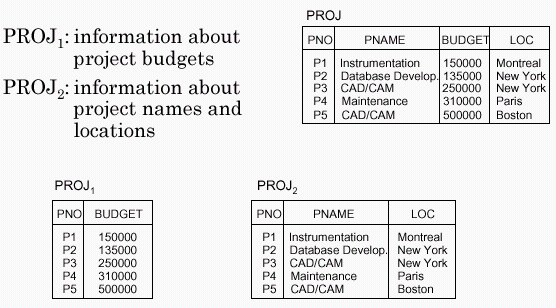 PROJ₁: information about
project budgets
PROJ₂: information about
project names and
locations
PROJ
PNO PNAME BUDGET LOC
P1 Instrumentation 150000 Montreal
P2 Database Develop. 135000 New York
P3 CAD/CAM 250000 New York
P4 Maintenance 310000 Paris
P5 CAD/CAM 500000 Boston
PROJ₁
PNO BUDGET
P1 150000
P2 135000
P3 250000
P4 310000
P5 500000
PROJ₂
PNO PNAME LOC
P1 Instrumentation Montreal
P2 Database Develop. New York
P3 CAD/CAM New York
P4 Maintenance Paris
P5 CAD/CAM Boston